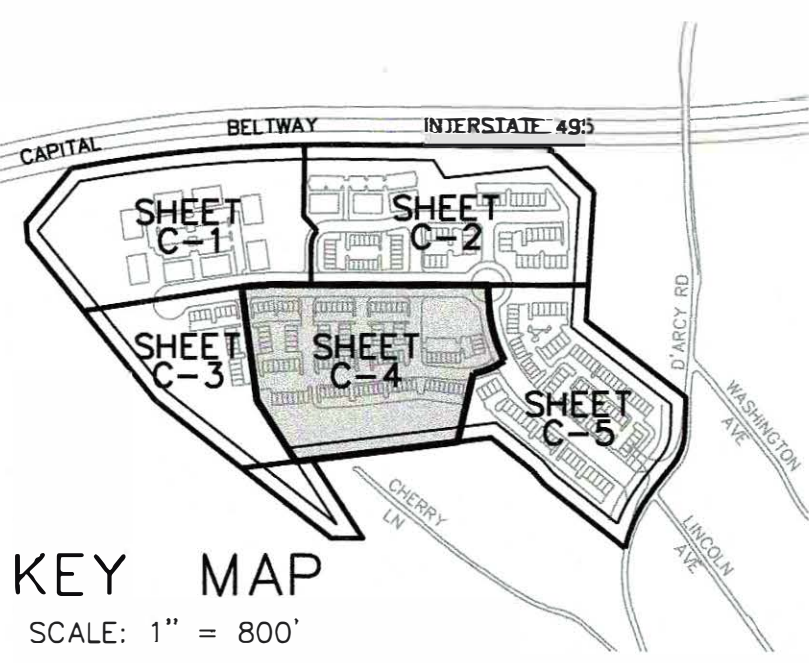 CAPITAL BELTWAY INTERSTATE 495
SHEET
C-1
SHEET
C-2
SHEET
C-3
SHEET
C-4
SHEET
C-5
D'ARCY RD
WASHINGTON
AVE
CHERRY
LN
LINCOLN
AVE
KEY MAP
SCALE: 1" = 800'